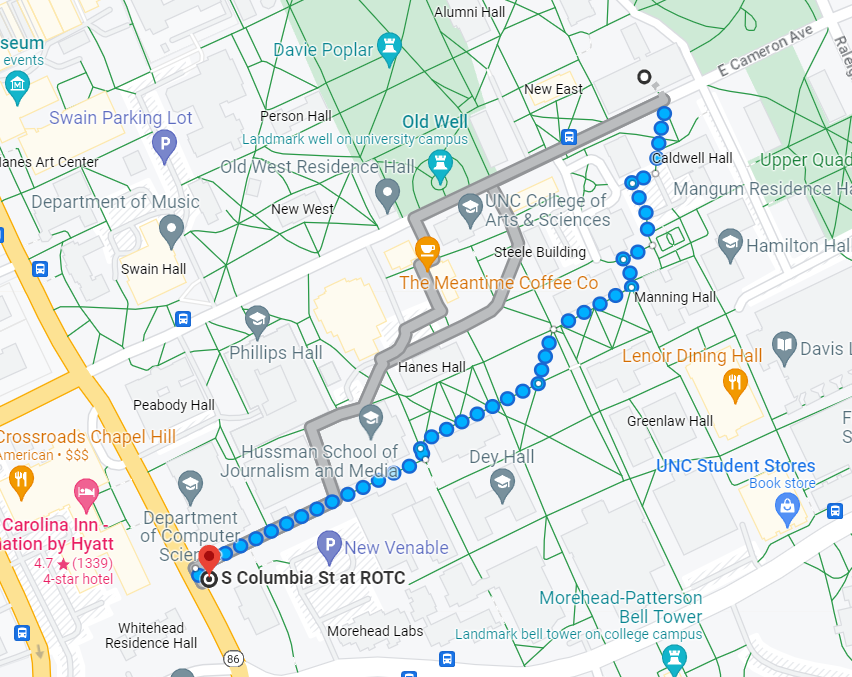 Alumni Hall
seum
events
Davie Poplar
E Cameron Ave
Raleig
New East
Swain Parking Lot
Person Hall
Old Well
Landmark well on university campus
anes Art Center
Old West Residence Hall
Caldwell Hall
Upper Quad
Department of Music
Mangum Residence Ha
New West
UNC College of
Arts & Sciences
Hamilton Hall
Steele Building
Swain Hall
The Meantime Coffee Co
Manning Hall
Phillips Hall
Lenoir Dining Hall
Davis L
Hanes Hall
Peabody Hall
Greenlaw Hall
F
S
Crossroads Chapel Hill
American • $$$
Hussman School of
Journalism and Media
Dey Hall
UNC Student Stores
Book store
Carolina Inn -
nation by Hyatt
4.7 ★ (1339)
4-star hotel
Department
of Computer
Scien
P New Venable
S Columbia St at ROTC
Morehead-Patterson
Bell Tower
Landmark bell tower on college campus
Whitehead
Residence Hall
Morehead Labs
86